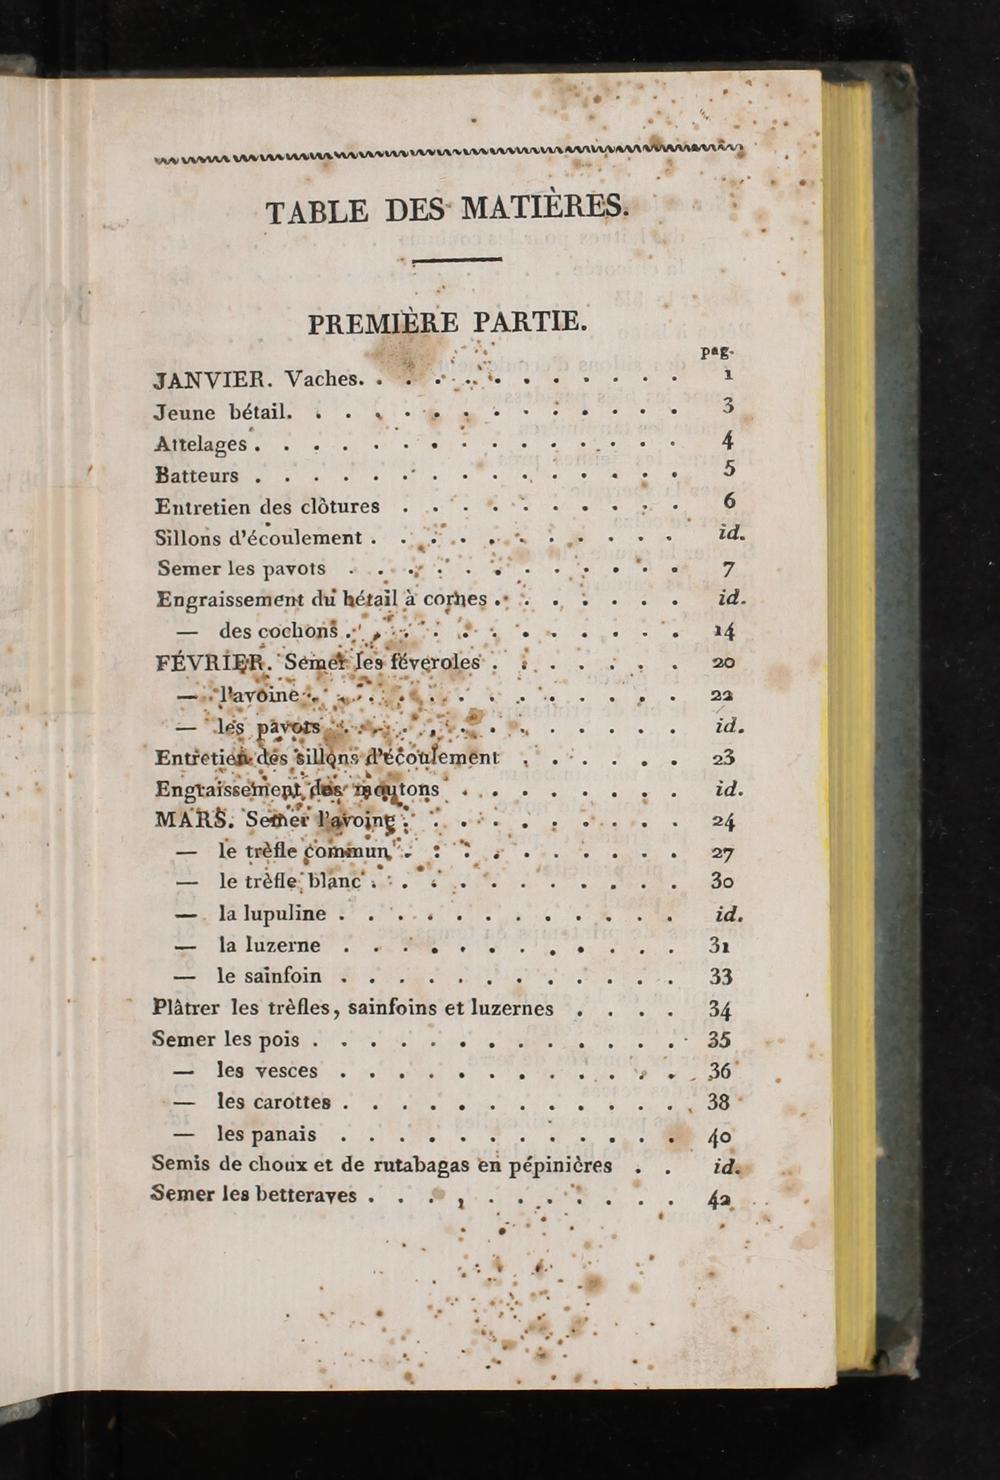 TABLE DES MATIÈRES.
PREMIÈRE PARTIE.
pag.
JANVIER. Vaches. . . . . . . . . . . . 1
Jeune bétail. . . . . . . . . . . . . . 3
Attelages . . . . . . . . . . . . . . . 4
Batteurs . . . . . . . . . . . . . . . 5
Entretien des clôtures . . . . . . . . . . 6
Sillons d'écoulement . . . . . . . . . . . id.
Semer les pavots . . . . . . . . . . . . 7
Engraissement du bétail à cornes . . . . . . . id.
— des cochons . . . . . . . . . . . . 14
FÉVRIER. Semer les féveroles . . . . . . . 20
— l'avoine . . . . . . . . . . . . . 22
— les pavots . . . . . . . . . . . . id.
Entretien des sillons d'écoulement . . . . . . 23
Engraissement des moutons . . . . . . . . id.
MARS. Semer l'avoine . . . . . . . . . . 24
— le trèfle commun . . . . . . . . . . 27
— le trèfle blanc . . . . . . . . . . . 30
— la lupuline . . . . . . . . . . . . id.
— la luzerne . . . . . . . . . . . . 31
— le sainfoin . . . . . . . . . . . . 33
Plâtrer les trèfles, sainfoins et luzernes . . . . 34
Semer les pois . . . . . . . . . . . . . 35
— les vesces . . . . . . . . . . . . 36
— les carottes . . . . . . . . . . . . 38
— les panais . . . . . . . . . . . . 40
Semis de choux et de rutabagas en pépinières . . id.
Semer les betteraves . . . . . . . . . . . 42